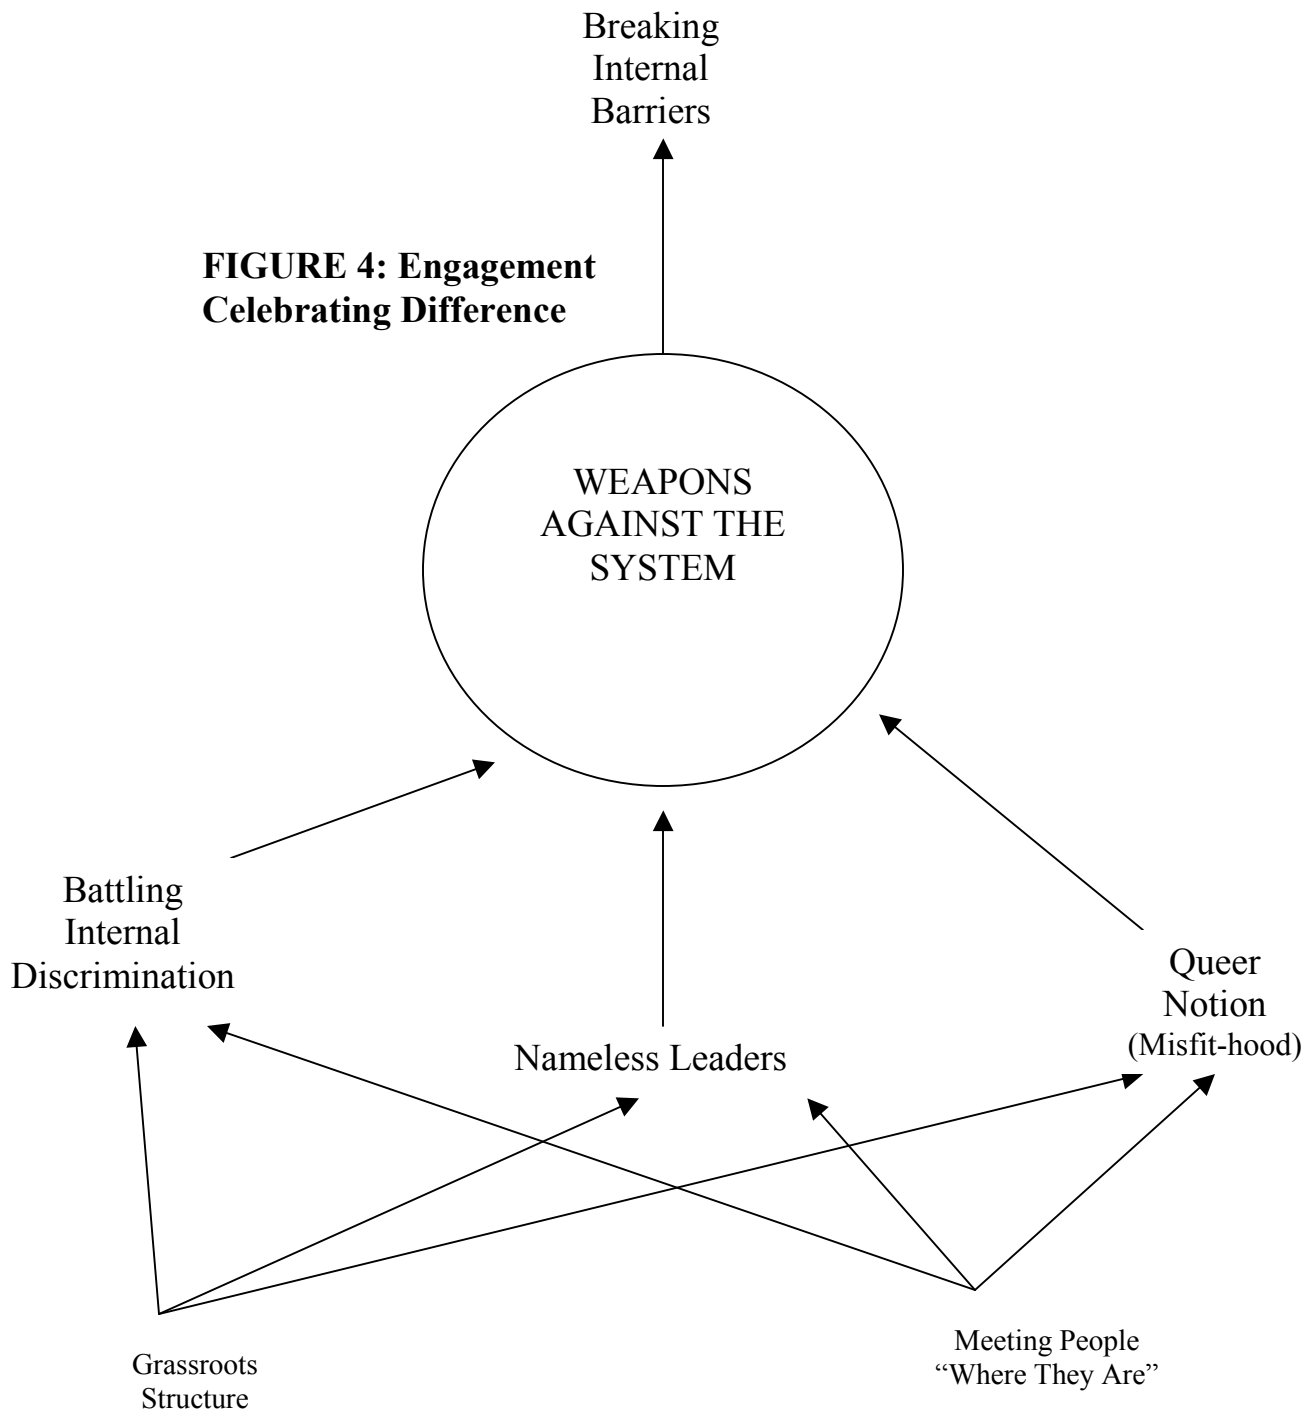 Breaking
Internal
Barriers
FIGURE 4: Engagement
Celebrating Difference
WEAPONS
AGAINST THE
SYSTEM
Battling
Internal
Discrimination
Nameless Leaders
Queer
Notion
(Misfit-hood)
Grassroots
Structure
Meeting People
“Where They Are”